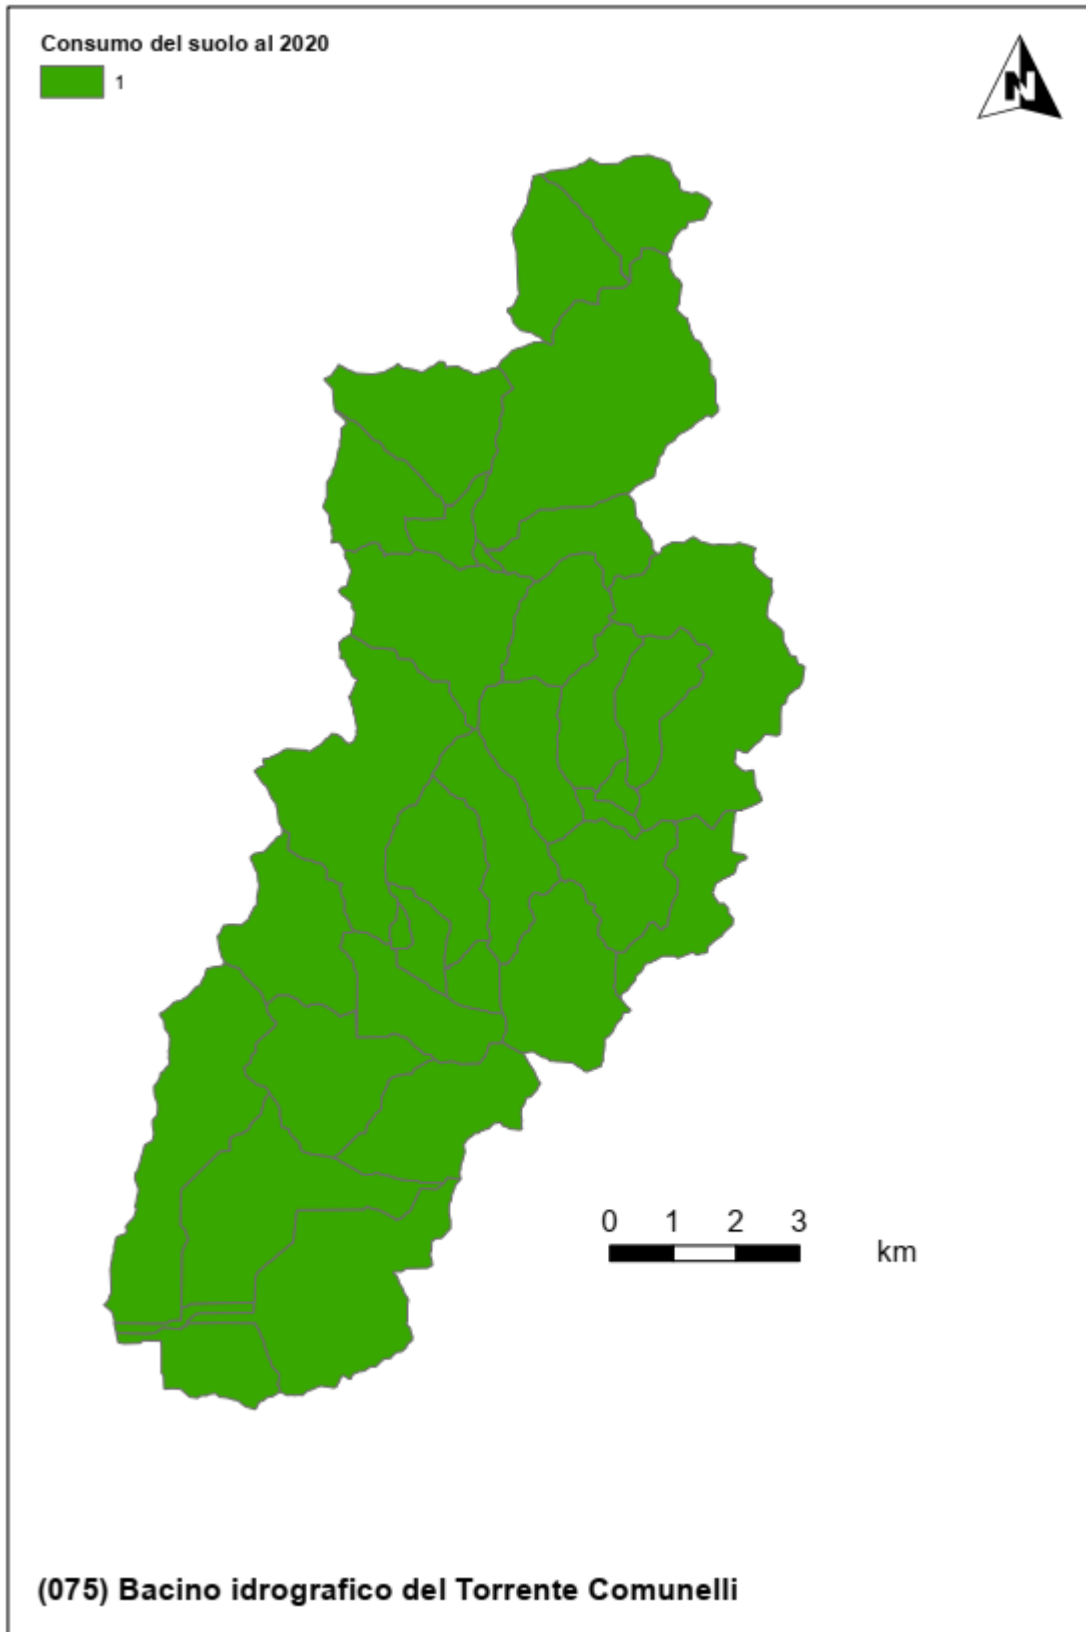 Consumo del suolo al 2020
1
N
0 1 2 3
km
(075) Bacino idrografico del Torrente Comunelli